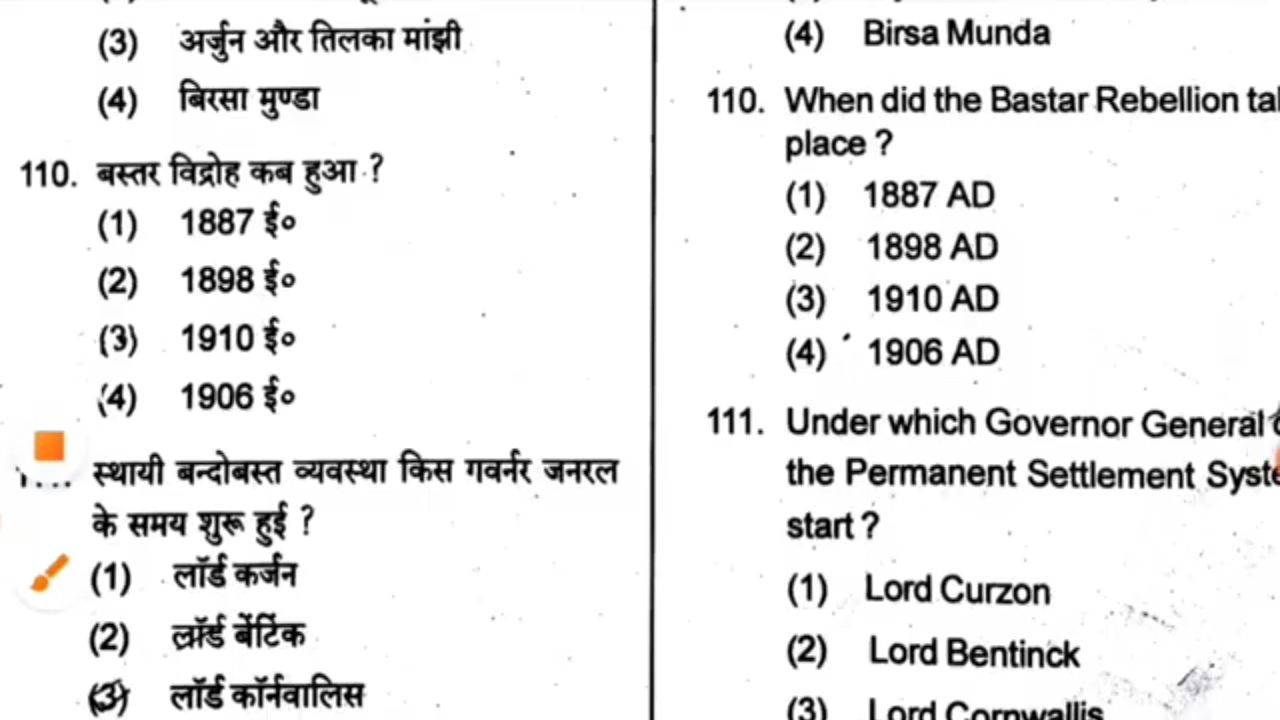 (3) अर्जुन और तिलका मांझी
(4) बिरसा मुण्डा
110. बस्तर विद्रोह कब हुआ ?
(1) 1887 ई०
(2) 1898 ई०
(3) 1910 ई०
(4) 1906 ई०
स्थायी बन्दोबस्त व्यवस्था किस गवर्नर जनरल
के समय शुरू हुई ?
(1) लॉर्ड कर्जन
(2) लॉर्ड बेंटिंक
(3) लॉर्ड कॉर्नवालिस
(4) Birsa Munda
110. When did the Bastar Rebellion
place ?
(1) 1887 AD
(2) 1898 AD
(3) 1910 AD
(4) 1906 AD
111. Under which Governor General
the Permanent Settlement
start ?
(1) Lord Curzon
(2) Lord Bentinck
(3) Lord Cornwallis